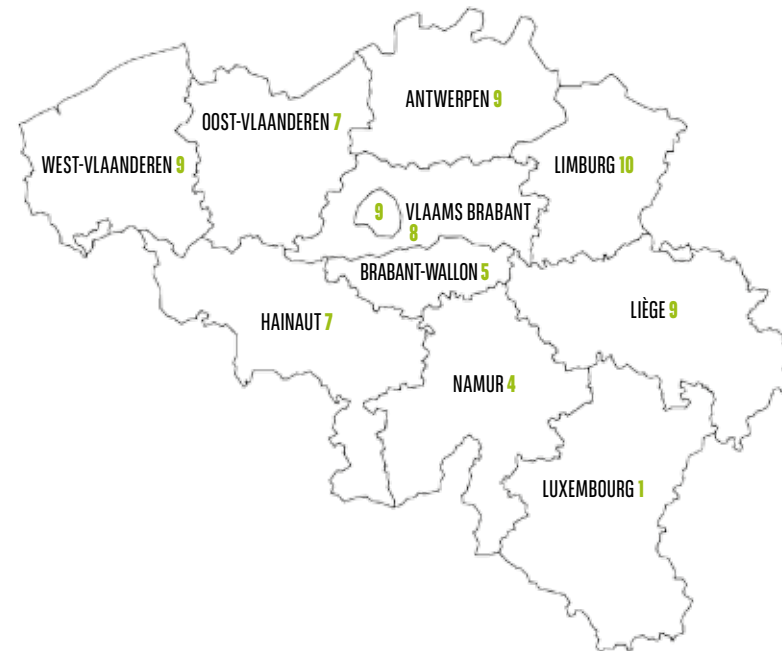 ANTWERPEN 9
OOST-VLAANDEREN 7
WEST-VLAANDEREN 9
LIMBURG 10
9 VLAAMS BRABANT
8
BRABANT-WALLON 5
LIÈGE 9
HAINAUT 7
NAMUR 4
LUXEMBOURG 1